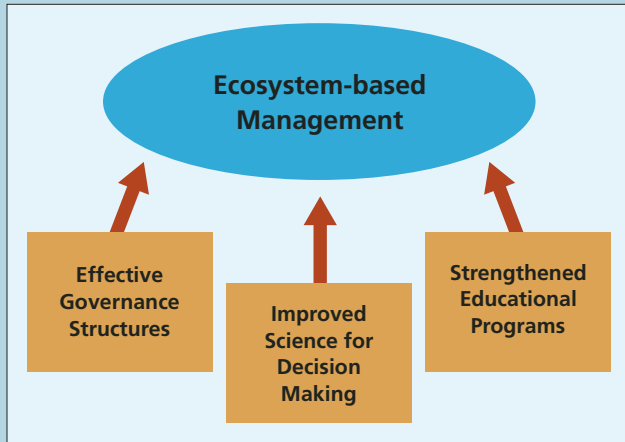 Ecosystem-based
Management
Effective
Governance
Structures
Improved
Science for
Decision
Making
Strengthened
Educational
Programs